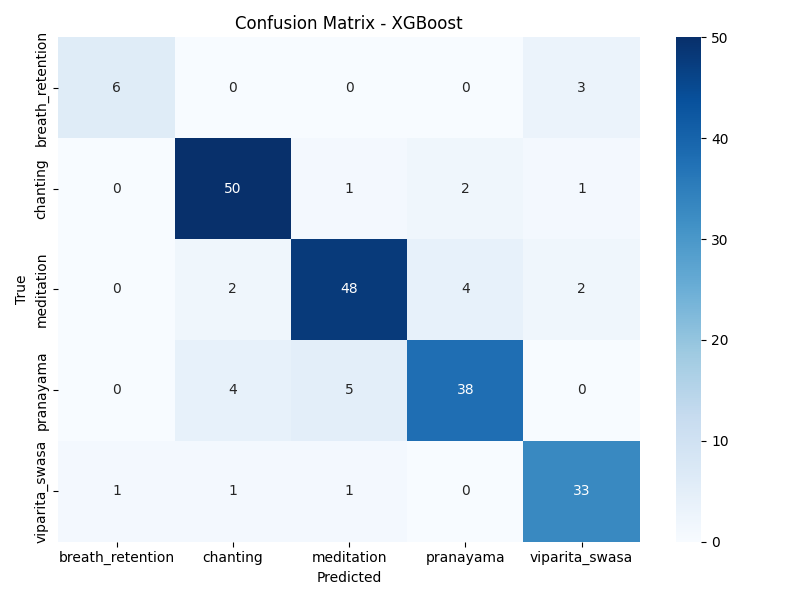 Confusion Matrix - XGBoost
breath_retention 6 0 0 0 3
chanting 0 50 1 2 1
meditation 0 2 48 4 2
pranayama 0 4 5 38 0
viparita_swasa 1 1 1 0 33
breath_retention chanting meditation pranayama viparita_swasa
Predicted
True
50
40
30
20
10
0